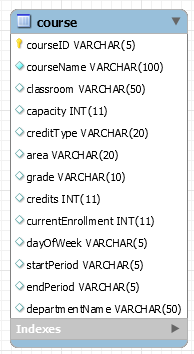 course
courseID VARCHAR(5)
courseName VARCHAR(100)
classroom VARCHAR(50)
capacity INT(11)
creditType VARCHAR(20)
area VARCHAR(20)
grade VARCHAR(10)
credits INT(11)
currentEnrollment INT(11)
dayOfWeek VARCHAR(5)
startPeriod VARCHAR(5)
endPeriod VARCHAR(5)
departmentName VARCHAR(50)
Indexes